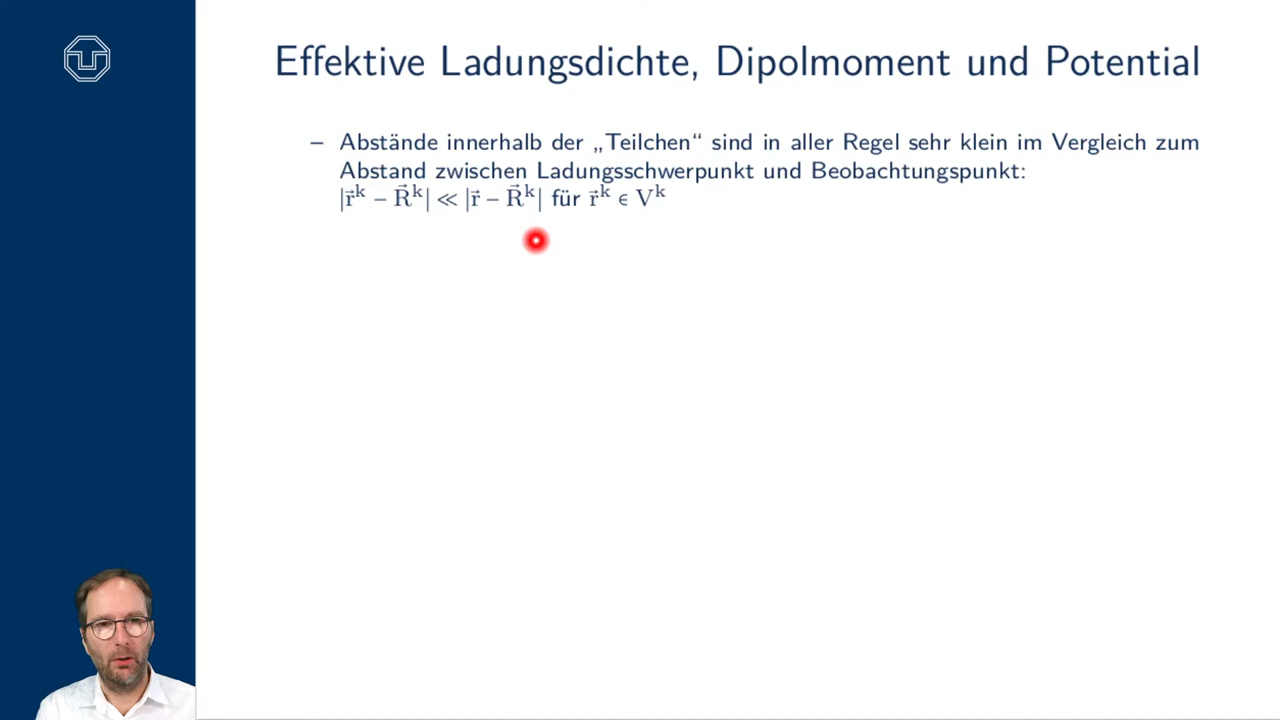 Effektive Ladungsdichte, Dipolmoment und Potential
– Abstände innerhalb der „Teilchen“ sind in aller Regel sehr klein im Vergleich zum
Abstand zwischen Ladungsschwerpunkt und Beobachtungspunkt:
|r⃗ᵏ – R⃗ᵏ| ≪ |r⃗ – R⃗ᵏ| für r⃗ᵏ ∈ Vᵏ